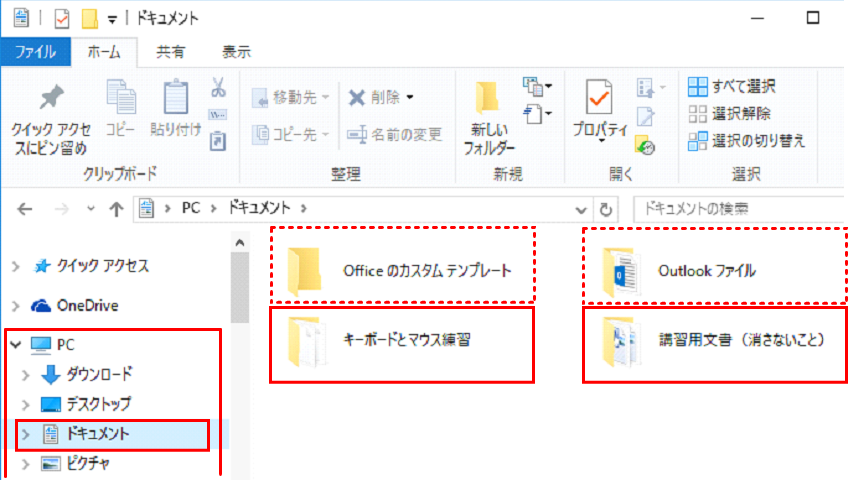 ドキュメント
ファイル ホーム 共有 表示
クイック アクセスにピン留め
コピー
貼り付け
移動先
コピー先
削除
名前の変更
新しいフォルダー
プロパティ
すべて選択
選択解除
選択の切り替え
クリップボード 整理 新規 開く 選択
PC ドキュメント ドキュメントの検索
クイック アクセス
OneDrive
PC
ダウンロード
デスクトップ
ドキュメント
ピクチャ
Office のカスタム テンプレート
Outlook ファイル
キーボードとマウス練習
講習用文書（消さないこと）